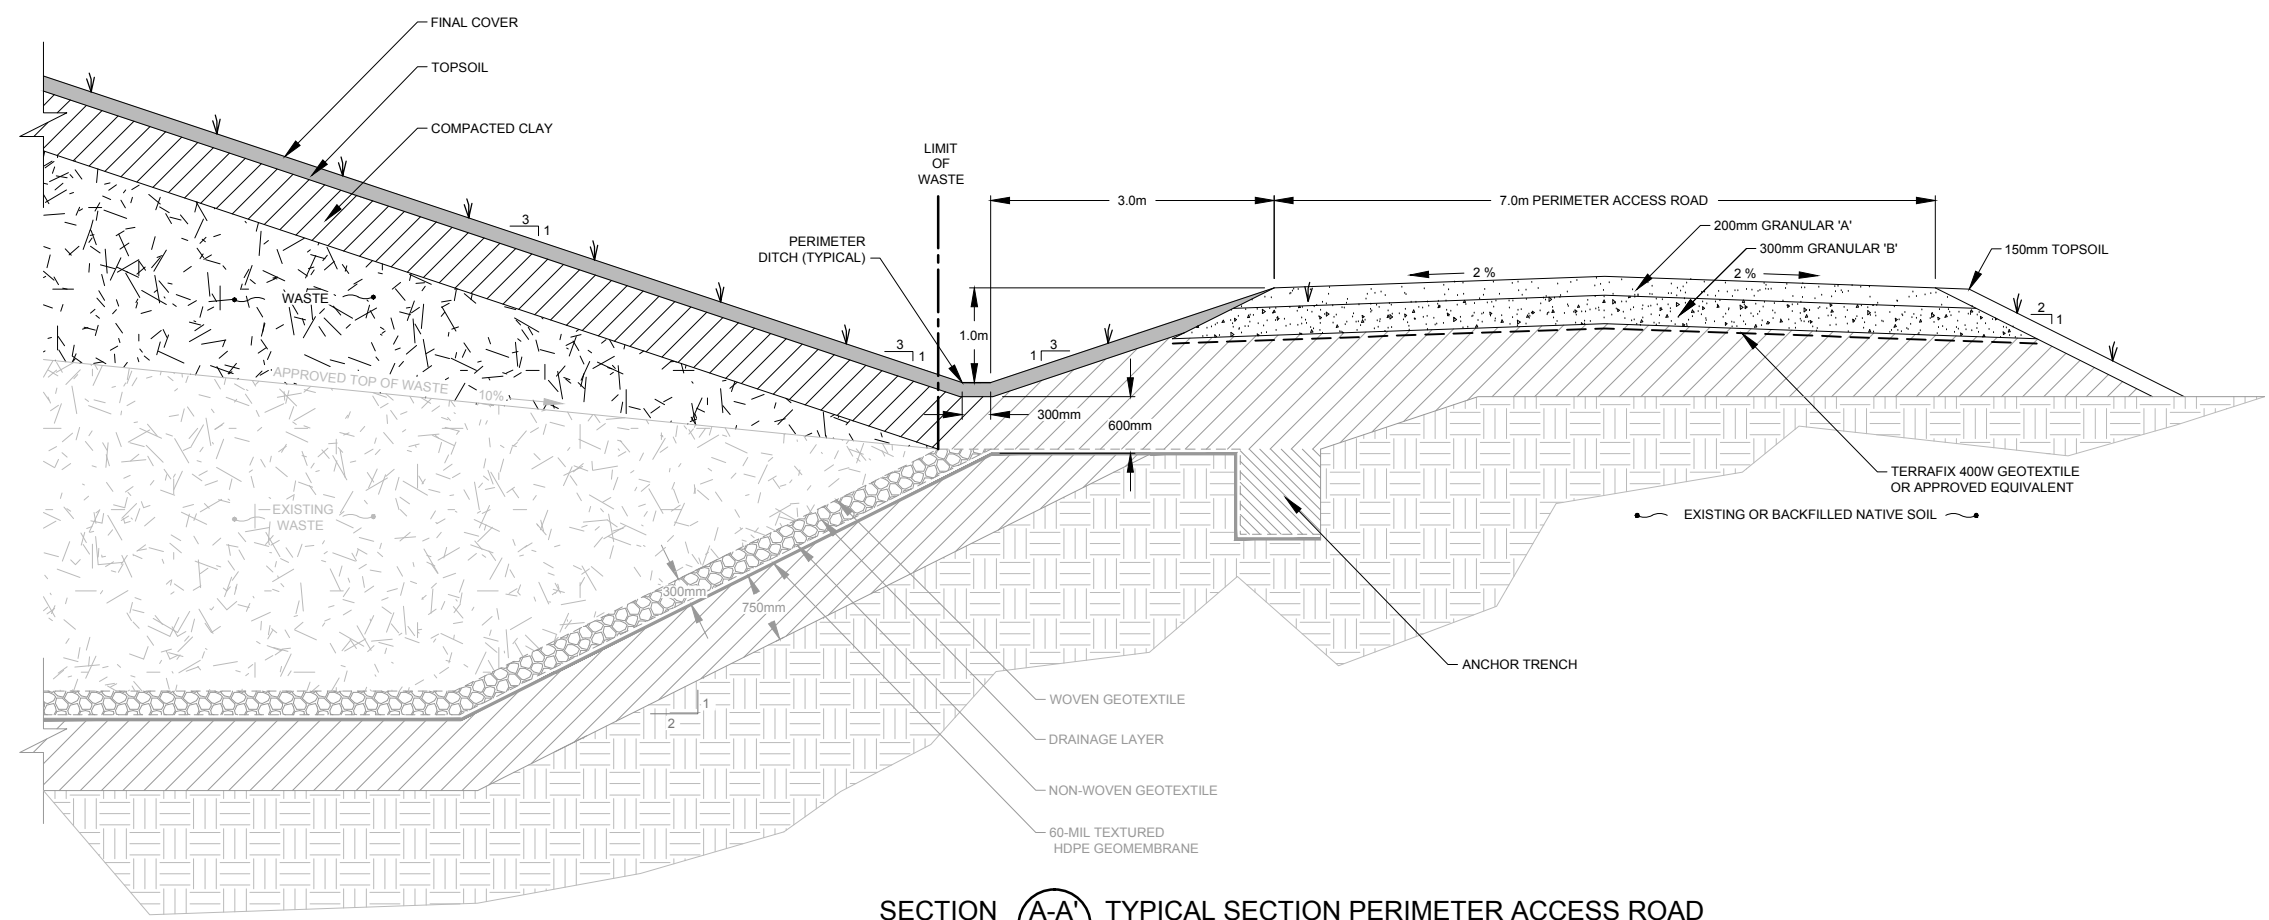 FINAL COVER
TOPSOIL
COMPACTED CLAY
LIMIT
OF
WASTE
3.0m
7.0m PERIMETER ACCESS ROAD
200mm GRANULAR 'A'
300mm GRANULAR 'B'
150mm TOPSOIL
PERIMETER
DITCH (TYPICAL)
3
1
2 %
2 %
2
1
WASTE
1.0m
3
1
3
1
APPROVED TOP OF WASTE
10%
300mm
600mm
TERRAFIX 400W GEOTEXTILE
OR APPROVED EQUIVALENT
EXISTING
WASTE
EXISTING OR BACKFILLED NATIVE SOIL
300mm
750mm
ANCHOR TRENCH
WOVEN GEOTEXTILE
1
2
DRAINAGE LAYER
NON-WOVEN GEOTEXTILE
60-MIL TEXTURED
HDPE GEOMEMBRANE
SECTION A-A' TYPICAL SECTION PERIMETER ACCESS ROAD